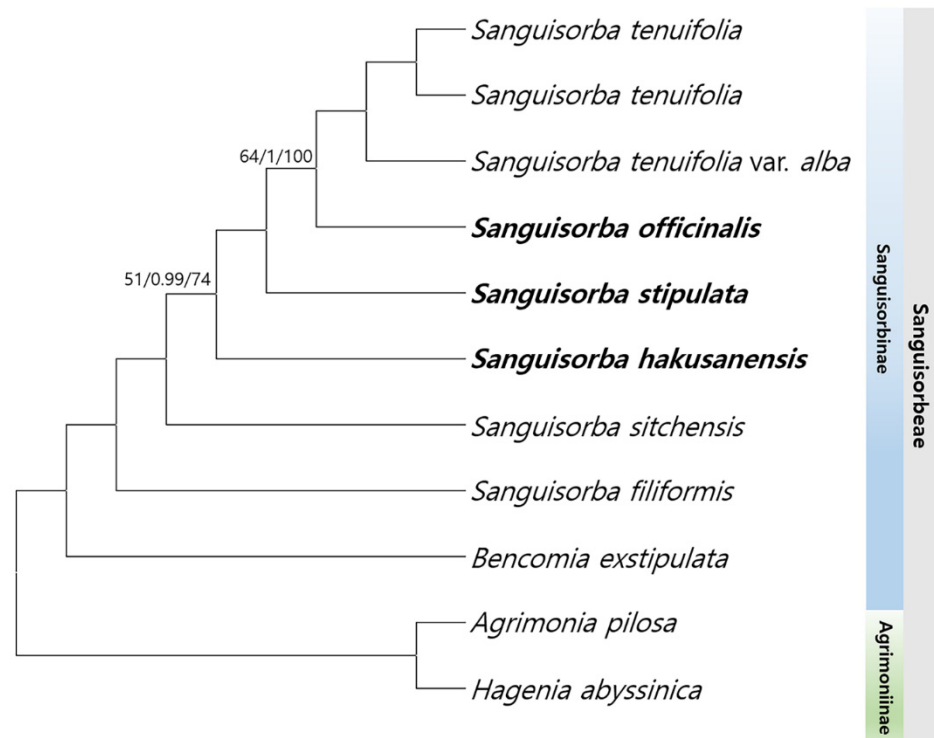 Sanguisorba tenuifolia
Sanguisorba tenuifolia
64/1/100
Sanguisorba tenuifolia var. alba
Sanguisorba officinalis
51/0.99/74
Sanguisorba stipulata
Sanguisorba hakusanensis
Sanguisorba sitchensis
Sanguisorba filiformis
Bencomia exstipulata
Agrimonia pilosa
Hagenia abyssinica
Sanguisorbinae
Agrimoniinae
Sanguisorbeae